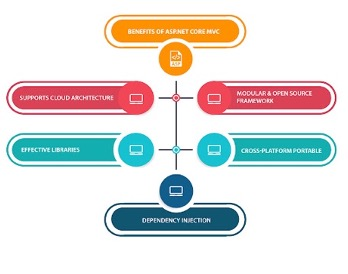 BENEFITS OF ASP.NET CORE MVC
ASP
SUPPORTS CLOUD ARCHITECTURE
MODULAR & OPEN SOURCE
FRAMEWORK
EFFECTIVE LIBRARIES
CROSS-PLATFORM PORTABLE
DEPENDENCY INJECTION